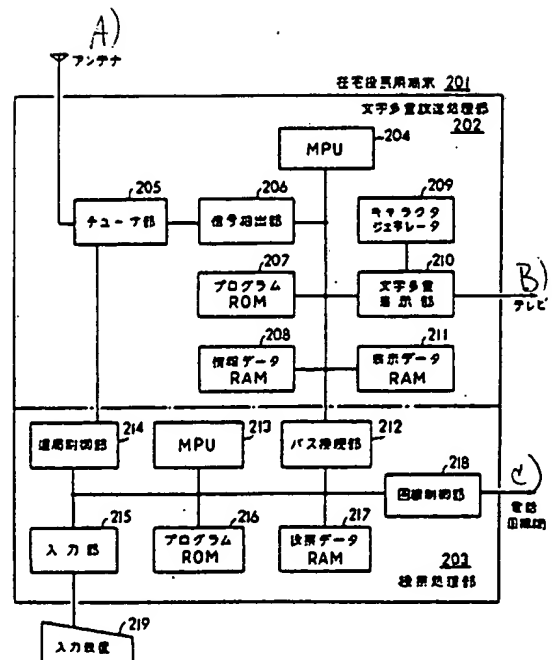 A)
アンテナ
在宅投票用端末 201
文字多重放送処理部
202
204
MPU
205
チューナ部
206
信号抽出部
209
キャラクタ
ジェネレータ
207
プログラム
ROM
210
文字多重
表示部
B)
テレビ
208
情報データ
RAM
211
表示データ
RAM
214
選局制御部
213
MPU
212
バス接続部
218
回線制御部
C)
電話
回線網
215
入力部
216
プログラム
ROM
217
投票データ
RAM
203
投票処理部
219
入力装置